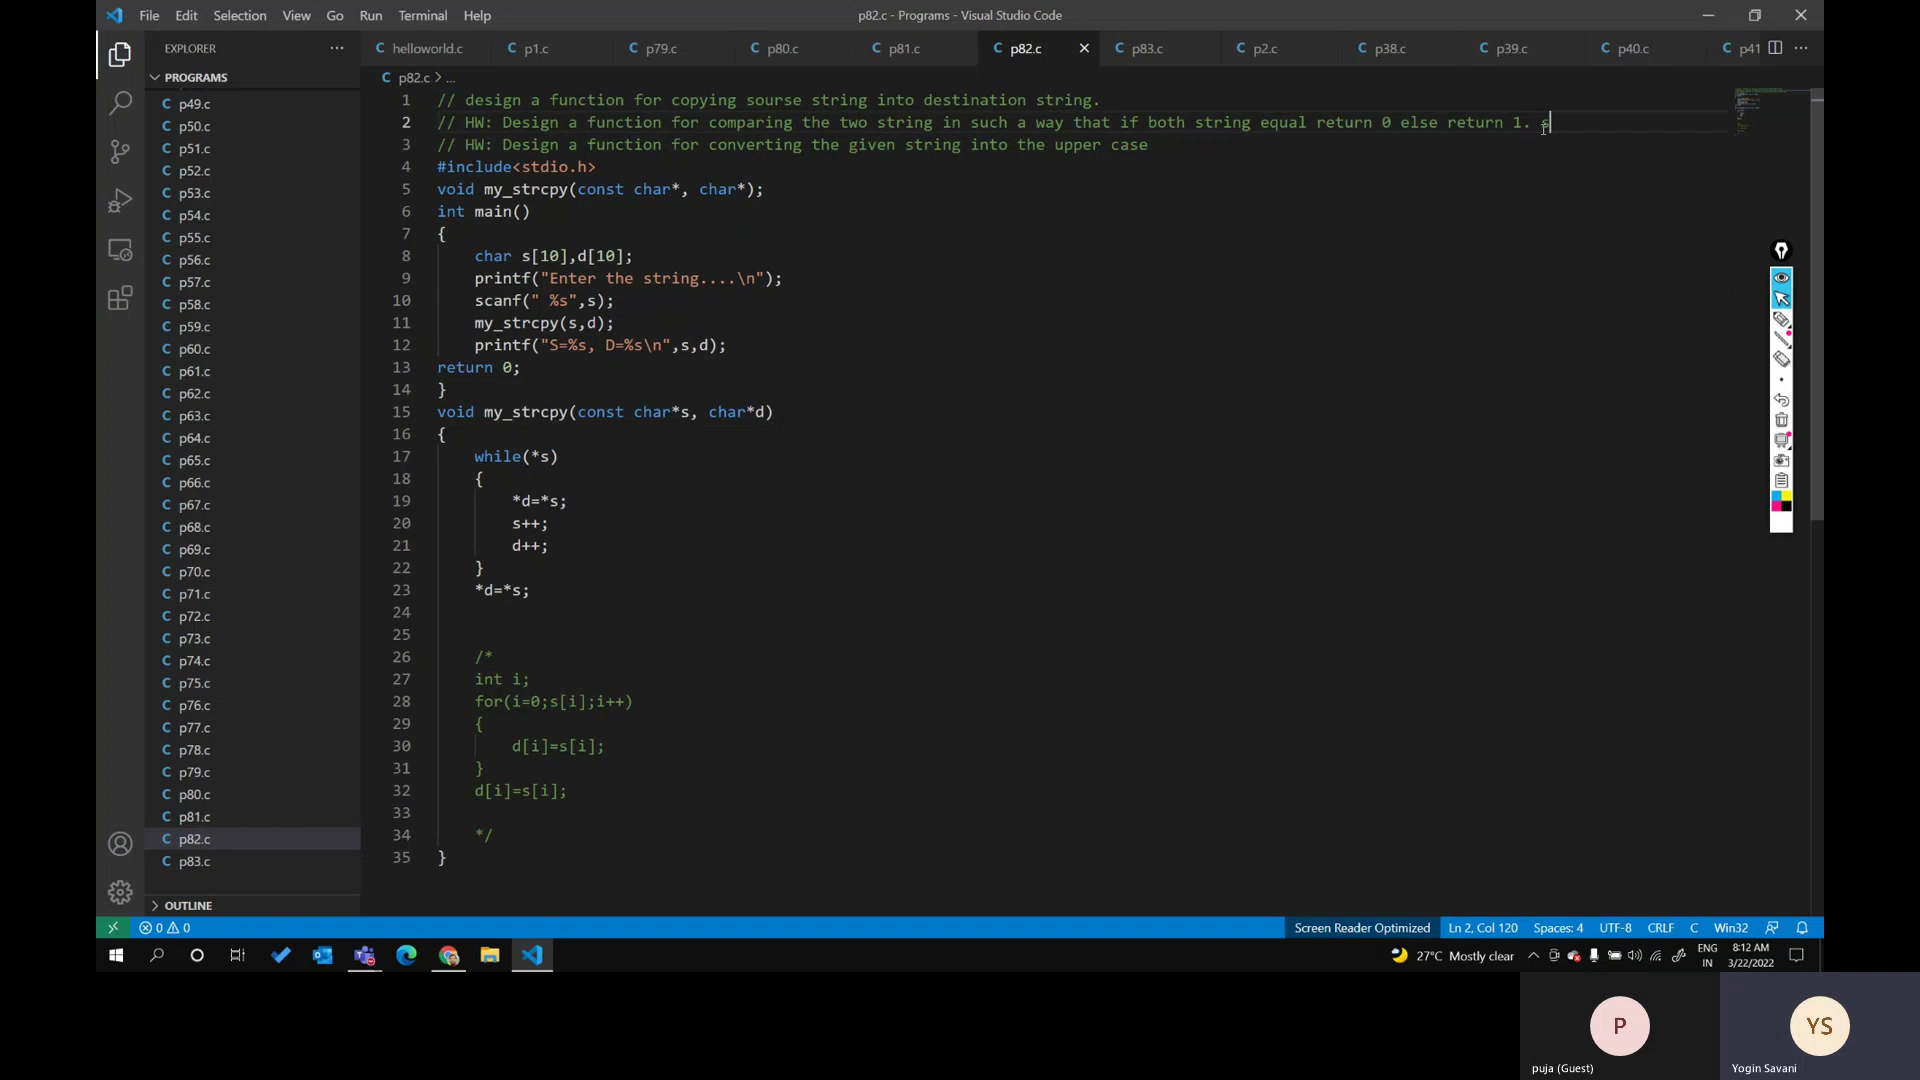 File Edit Selection View Go Run Terminal Help
p82.c - Programs - Visual Studio Code
EXPLORER
helloworld.c p1.c p79.c p80.c p81.c p82.c p83.c p2.c p38.c p39.c p40.c p41
PROGRAMS
p82.c > ...
p49.c
p50.c
p51.c
p52.c
p53.c
p54.c
p55.c
p56.c
p57.c
p58.c
p59.c
p60.c
p61.c
p62.c
p63.c
p64.c
p65.c
p66.c
p67.c
p68.c
p69.c
p70.c
p71.c
p72.c
p73.c
p74.c
p75.c
p76.c
p77.c
p78.c
p79.c
p80.c
p81.c
p82.c
p83.c
OUTLINE
1 // design a function for copying sourse string into destination string.
2 // HW: Design a function for comparing the two string in such a way that if both string equal return 0 else return 1. s
3 // HW: Design a function for converting the given string into the upper case
4 #include<stdio.h>
5 void my_strcpy(const char*, char*);
6 int main()
7 {
8 char s[10],d[10];
9 printf("Enter the string....\n");
10 scanf(" %s",s);
11 my_strcpy(s,d);
12 printf("S=%s, D=%s\n",s,d);
13 return 0;
14 }
15 void my_strcpy(const char*s, char*d)
16 {
17 while(*s)
18 {
19 *d=*s;
20 s++;
21 d++;
22 }
23 *d=*s;
24
25
26 /*
27 int i;
28 for(i=0;s[i];i++)
29 {
30 d[i]=s[i];
31 }
32 d[i]=s[i];
33
34 */
35 }
0 0 Screen Reader Optimized Ln 2, Col 120 Spaces: 4 UTF-8 CRLF C Win32
27°C Mostly clear ENG IN 8:12 AM 3/22/2022
P YS
puja (Guest) Yogin Savani